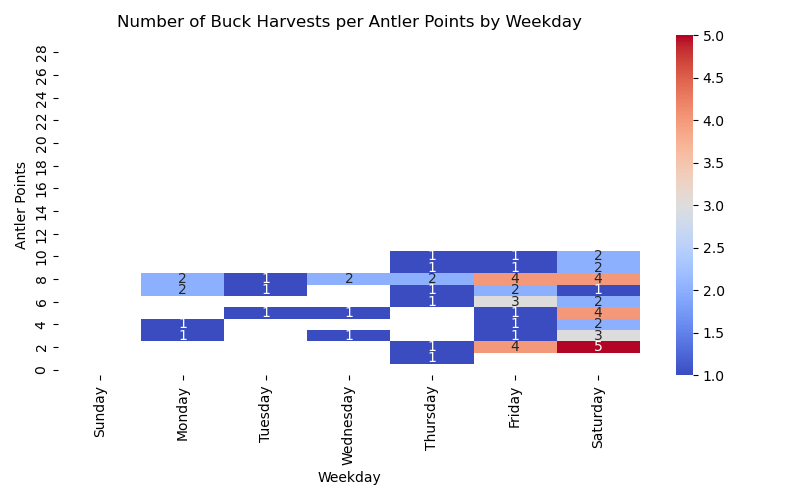 Number of Buck Harvests per Antler Points by Weekday
5.0
4.5
4.0
3.5
3.0
2.5
2.0
1.5
1.0
Antler Points
28
26
24
22
20
18
16
14
12
10
8
6
4
2
0
1 1 2
1 1 2
2 1 2 2 4 4
2 1 1 2 1
1 3 2
1 1 1 4
1 1 2
1 1 1 3
1 4 5
1
Sunday
Monday
Tuesday
Wednesday
Thursday
Friday
Saturday
Weekday